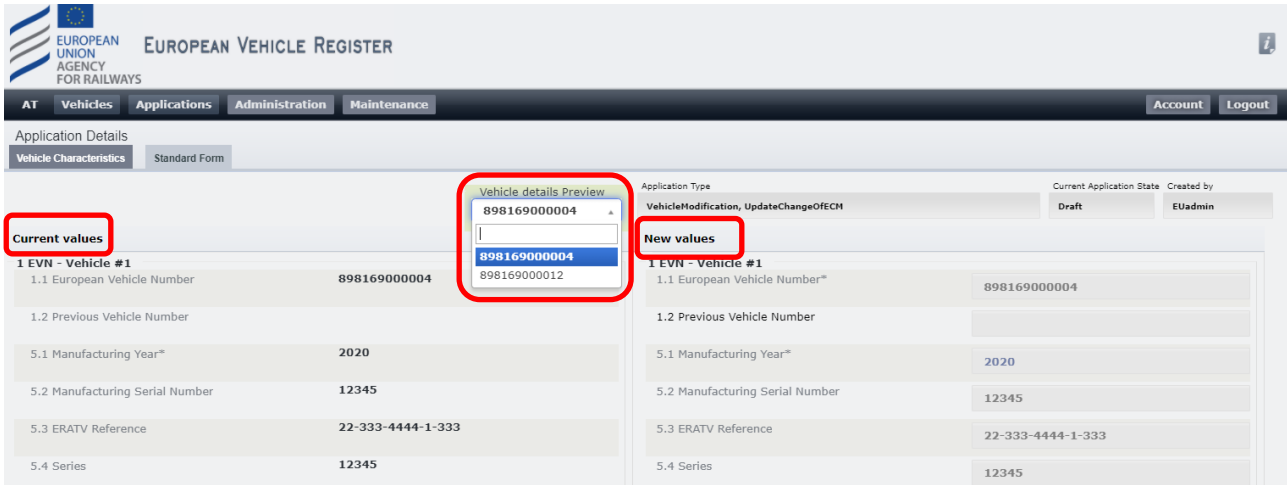 EUROPEAN
UNION
AGENCY
FOR RAILWAYS
EUROPEAN VEHICLE REGISTER
i
AT Vehicles Applications Administration Maintenance Account Logout
Application Details
Vehicle Characteristics Standard Form
Vehicle details Preview
898169000004
898169000004
898169000012
Application Type Current Application State Created by
VehicleModification, UpdateChangeOfECM Draft EUadmin
Current values
1 EVN - Vehicle #1
1.1 European Vehicle Number 898169000004
1.2 Previous Vehicle Number
5.1 Manufacturing Year* 2020
5.2 Manufacturing Serial Number 12345
5.3 ERATV Reference 22-333-4444-1-333
5.4 Series 12345
New values
1 EVN - Vehicle #1
1.1 European Vehicle Number* 898169000004
1.2 Previous Vehicle Number
5.1 Manufacturing Year* 2020
5.2 Manufacturing Serial Number 12345
5.3 ERATV Reference 22-333-4444-1-333
5.4 Series 12345